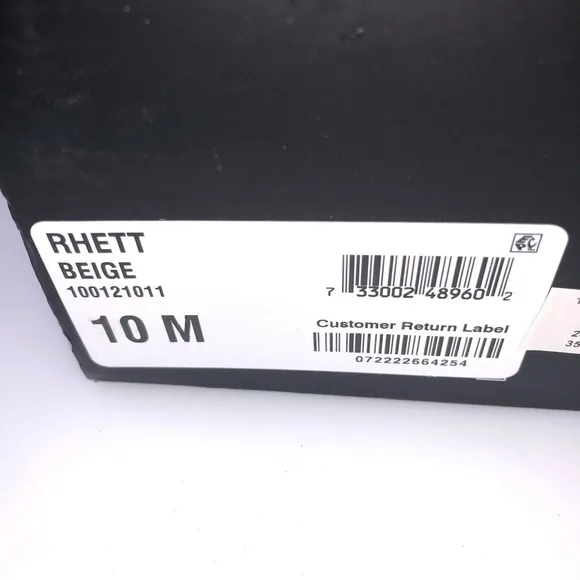 RHETT
BEIGE
100121011
10 M
7 33002 48960 2
Customer Return Label
072222664254